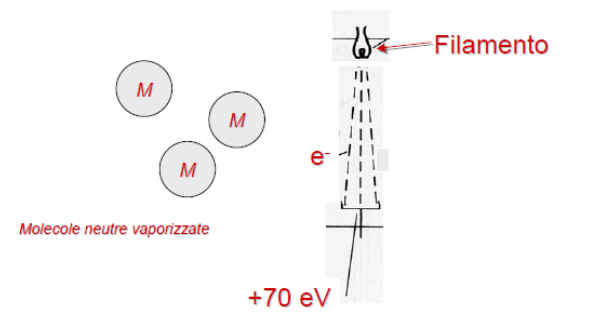 Filamento
M
M
M
e-
Molecole neutre vaporizzate
+70 eV